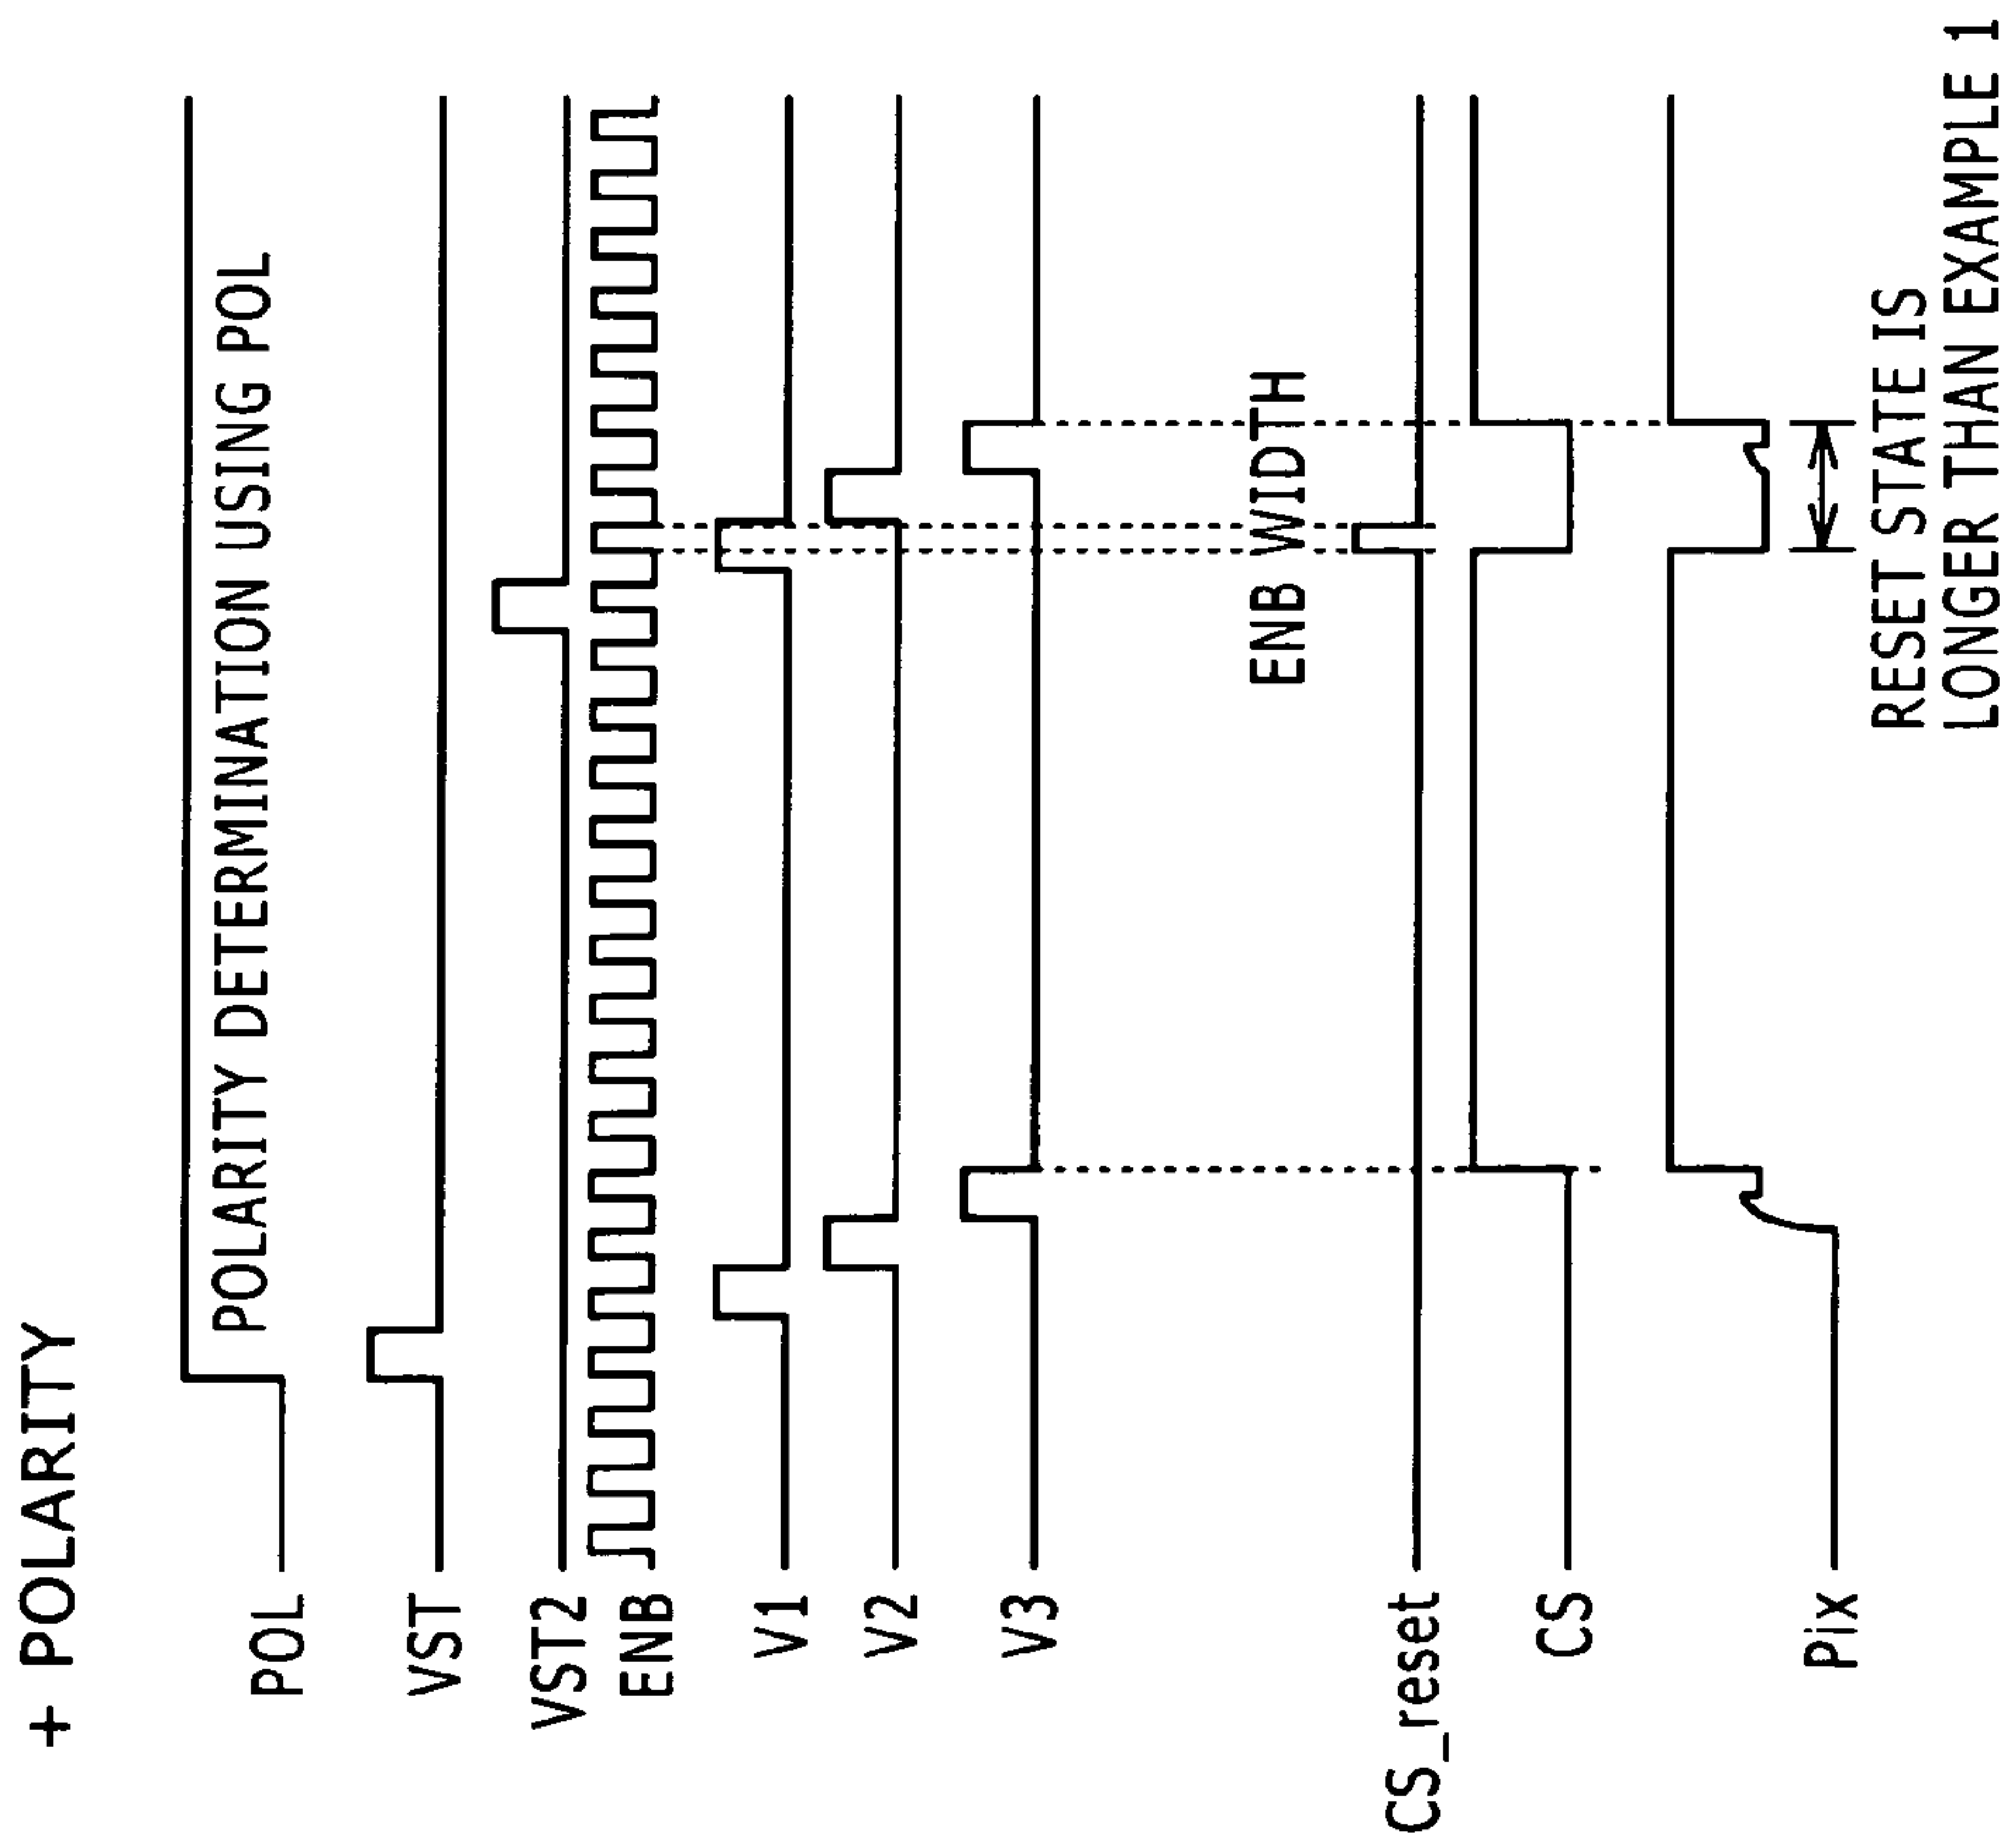 + POLARITY
POL
POLARITY DETERMINATION USING POL
VST
VST2
ENB
V1
V2
V3
ENB WIDTH
CS_reset
CS
Pix
RESET STATE IS
LONGER THAN EXAMPLE 1